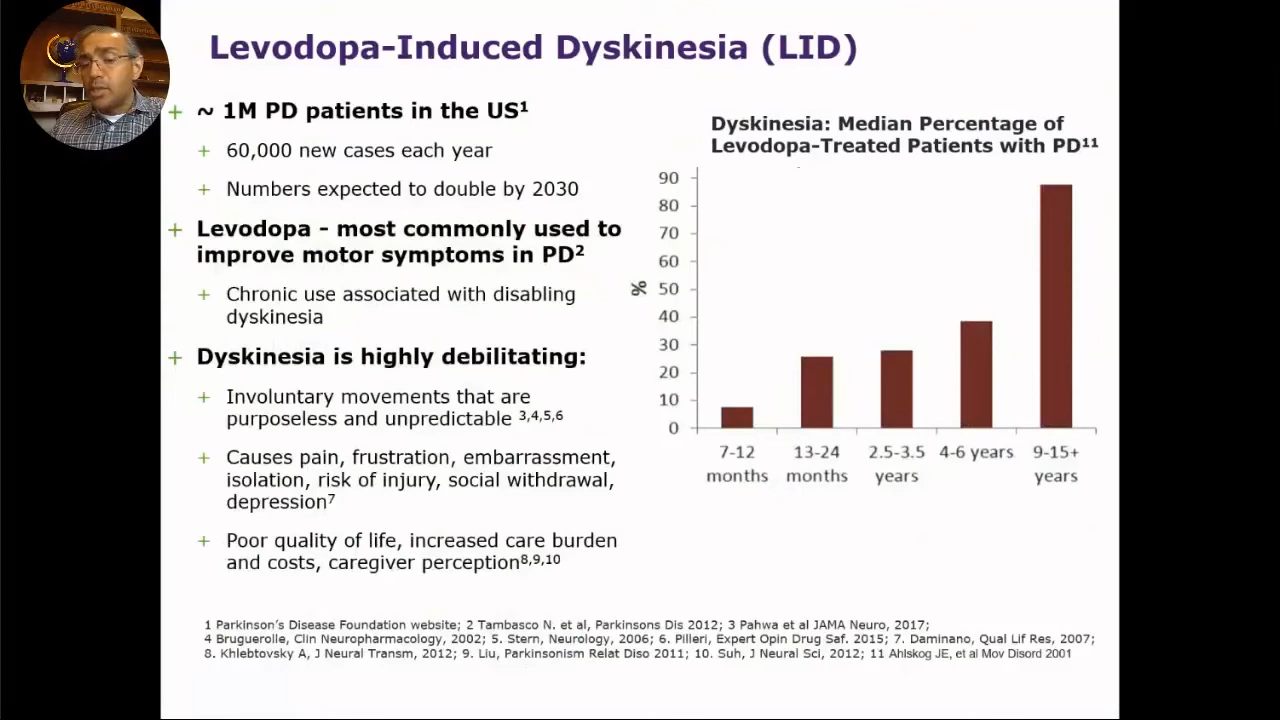 Levodopa-Induced Dyskinesia (LID)
+ ~ 1M PD patients in the US¹
+ 60,000 new cases each year
+ Numbers expected to double by 2030
+ Levodopa - most commonly used to
improve motor symptoms in PD²
+ Chronic use associated with disabling
dyskinesia
+ Dyskinesia is highly debilitating:
+ Involuntary movements that are
purposeless and unpredictable ³,⁴,⁵,⁶
+ Causes pain, frustration, embarrassment,
isolation, risk of injury, social withdrawal,
depression⁷
+ Poor quality of life, increased care burden
and costs, caregiver perception⁸,⁹,¹⁰
Dyskinesia: Median Percentage of
Levodopa-Treated Patients with PD¹¹
%
90
80
70
60
50
40
30
20
10
0
7-12 months
13-24 months
2.5-3.5 years
4-6 years
9-15+ years
1 Parkinson's Disease Foundation website; 2 Tambasco N. et al, Parkinsons Dis 2012; 3 Pahwa et al JAMA Neuro, 2017;
4 Bruguerolle, Clin Neuropharmacology, 2002; 5. Stern, Neurology, 2006; 6. Pilleri, Expert Opin Drug Saf. 2015; 7. Daminano, Qual Lif Res, 2007;
8. Khlebtovsky A, J Neural Transm, 2012; 9. Liu, Parkinsonism Relat Diso 2011; 10. Suh, J Neural Sci, 2012; 11 Ahlskog JE, et al Mov Disord 2001